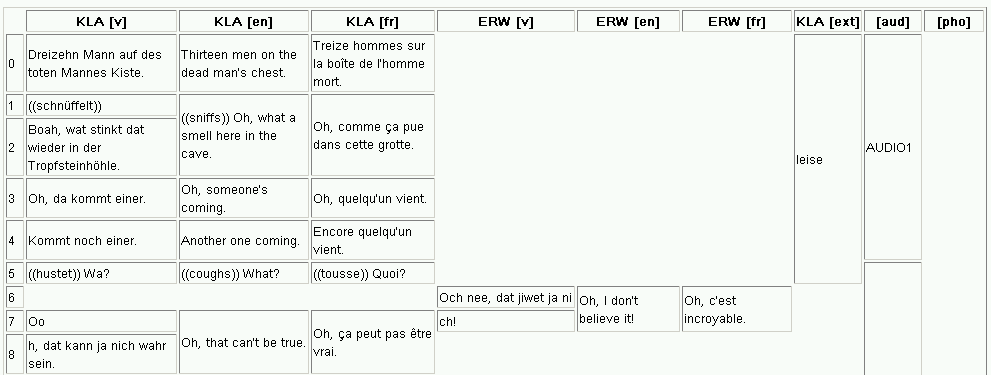 KLA [v] KLA [en] KLA [fr] ERW [v] ERW [en] ERW [fr] KLA [ext] [aud] [pho]
0
Dreizehn Mann auf des
toten Mannes Kiste.
Thirteen men on the
dead man's chest.
Treize hommes sur
la boîte de l'homme
mort.
leise
AUDIO1
1
((schnüffelt))
((sniffs)) Oh, what a
smell here in the
cave.
Oh, comme ça pue
dans cette grotte.
2
Boah, wat stinkt dat
wieder in der
Tropfsteinhöhle.
3
Oh, da kommt einer.
Oh, someone's
coming.
Oh, quelqu'un vient.
4
Kommt noch einer.
Another one coming.
Encore quelqu'un
vient.
5
((hustet)) Wa?
((coughs)) What?
((tousse)) Quoi?
6
Och nee, dat jiwet ja ni
Oh, I don't
believe it!
Oh, c'est
incroyable.
7
Oo
Oh, that can't be true.
Oh, ça peut pas être
vrai.
ch!
8
h, dat kann ja nich wahr
sein.